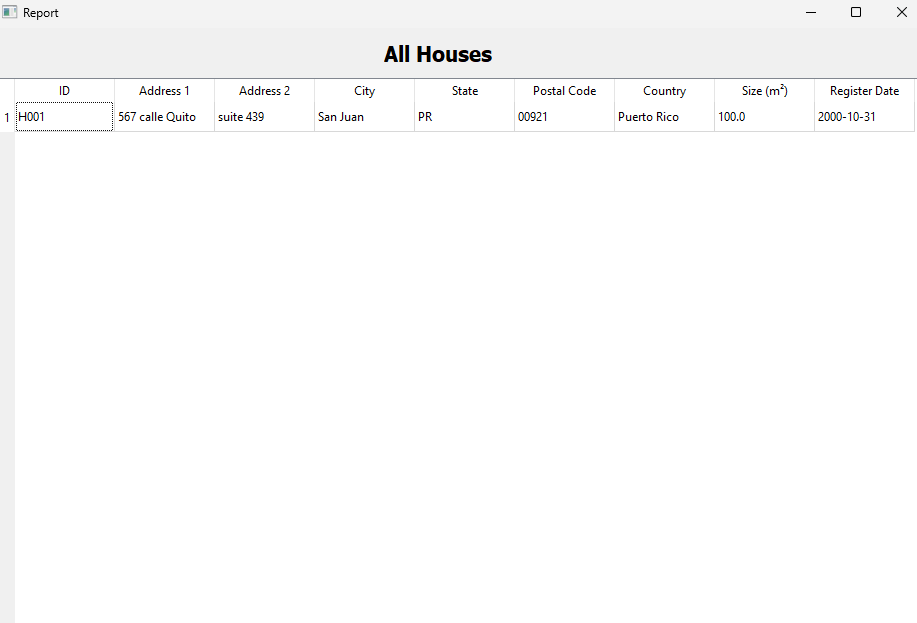 Report
All Houses
ID Address 1 Address 2 City State Postal Code Country Size (m²) Register Date
1 H001 567 calle Quito suite 439 San Juan PR 00921 Puerto Rico 100.0 2000-10-31